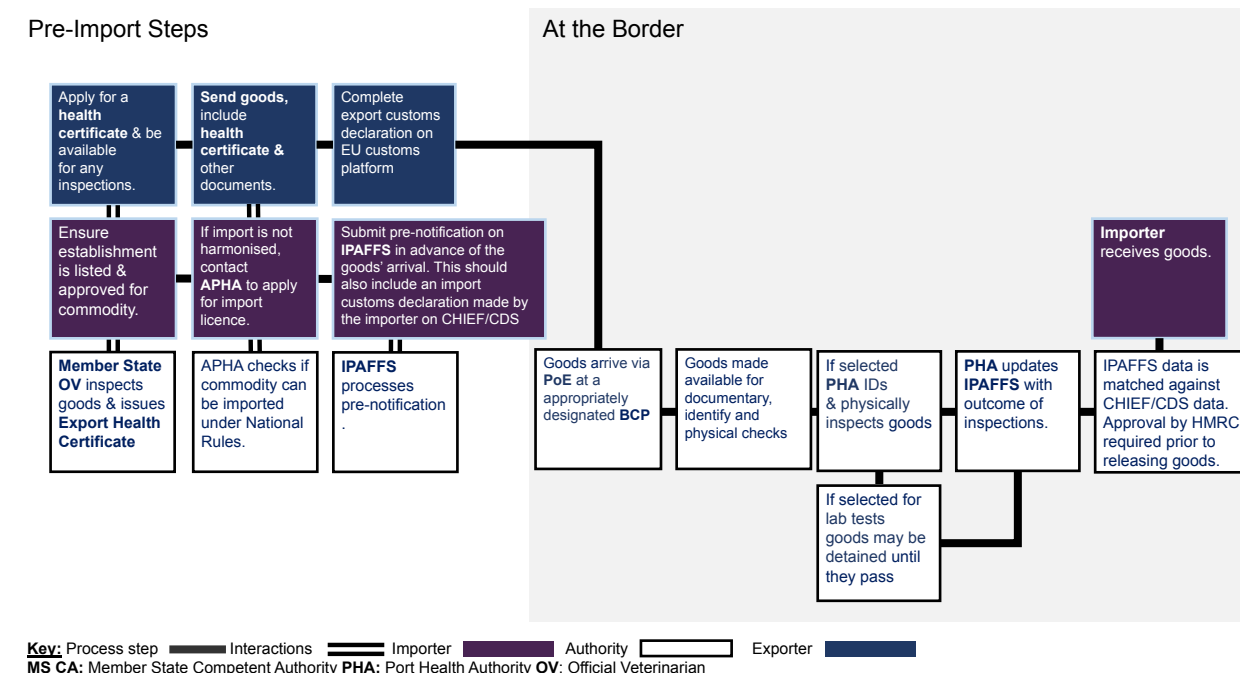 Pre-Import Steps
At the Border
Apply for a
health
certificate & be
available
for any
inspections.
Send goods,
include
health
certificate &
other
documents.
Complete
export customs
declaration on
EU customs
platform
Ensure
establishment
is listed &
approved for
commodity.
If import is not
harmonised,
contact
APHA to apply
for import
licence.
Submit pre-notification on
IPAFFS in advance of the
goods' arrival. This should
also include an import
customs declaration made by
the importer on CHIEF/CDS
Importer
receives goods.
Member State
OV inspects
goods & issues
Export Health
Certificate
APHA checks if
commodity can
be imported
under National
Rules.
IPAFFS
processes
pre-notification
.
Goods arrive via
PoE at a
appropriately
designated BCP
Goods made
available for
documentary,
identify and
physical checks
If selected
PHA IDs
& physically
inspects goods
PHA updates
IPAFFS with
outcome of
inspections.
IPAFFS data is
matched against
CHIEF/CDS data.
Approval by HMRC
required prior to
releasing goods.
If selected for
lab tests
goods may be
detained until
they pass
Key: Process step Interactions Importer Authority Exporter
MS CA: Member State Competent Authority PHA: Port Health Authority OV: Official Veterinarian